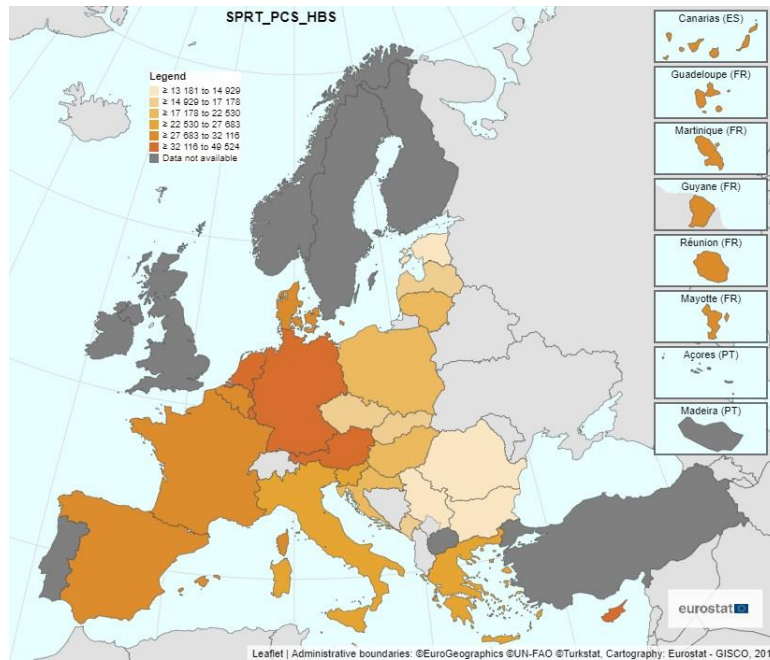 SPRT_PCS_HBS
Legend
≥ 13 181 to 14 929
≥ 14 929 to 17 178
≥ 17 178 to 22 530
≥ 22 530 to 27 683
≥ 27 683 to 32 116
≥ 32 116 to 49 524
Data not available
Canarias (ES)
Guadeloupe (FR)
Martinique (FR)
Guyane (FR)
Réunion (FR)
Mayotte (FR)
Açores (PT)
Madeira (PT)
eurostat
Leaflet | Administrative boundaries: ©EuroGeographics ©UN-FAO ©Turkstat, Cartography: Eurostat - GISCO, 201